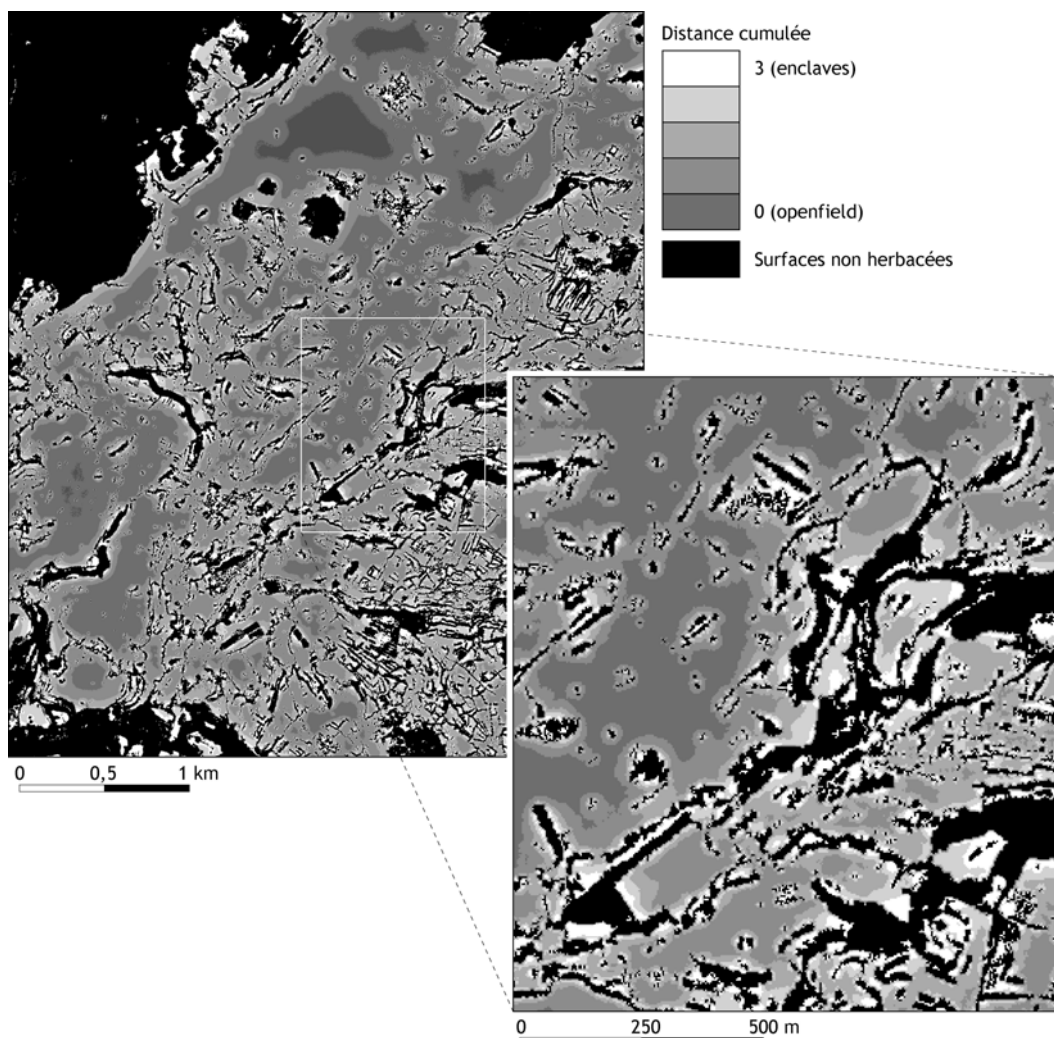 Distance cumulée
3 (enclaves)
0 (openfield)
Surfaces non herbacées
0 0,5 1 km
0 250 500 m